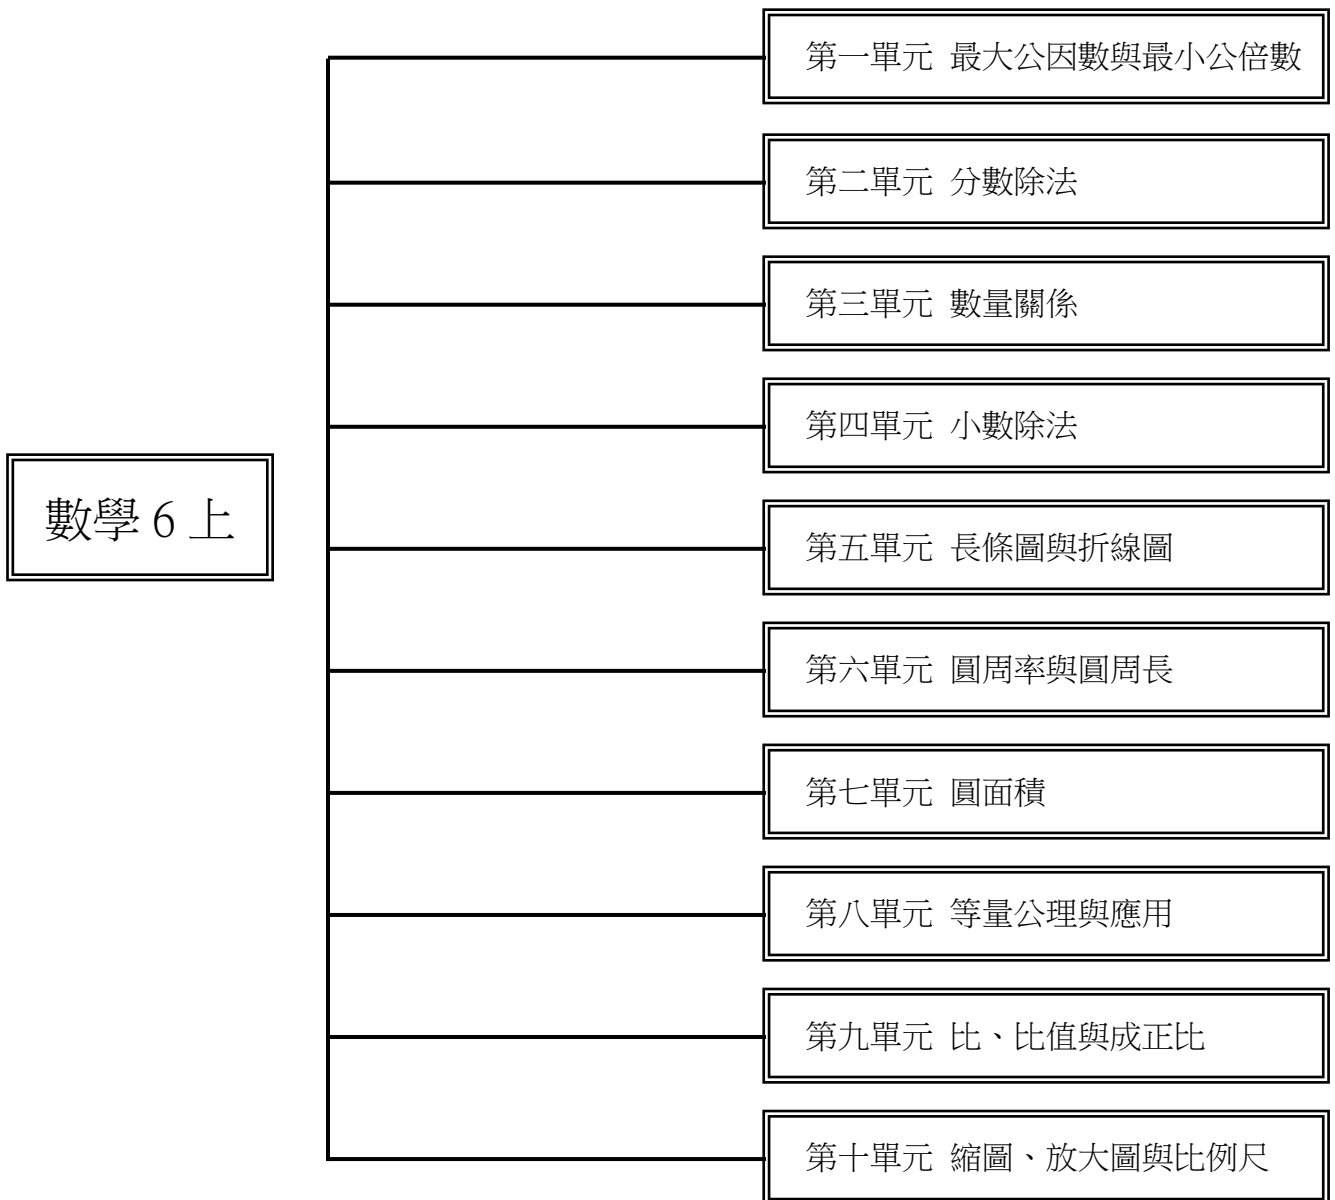 第一單元 最大公因數與最小公倍數
第二單元 分數除法
第三單元 數量關係
第四單元 小數除法
數學 6 上
第五單元 長條圖與折線圖
第六單元 圓周率與圓周長
第七單元 圓面積
第八單元 等量公理與應用
第九單元 比、比值與成正比
第十單元 縮圖、放大圖與比例尺